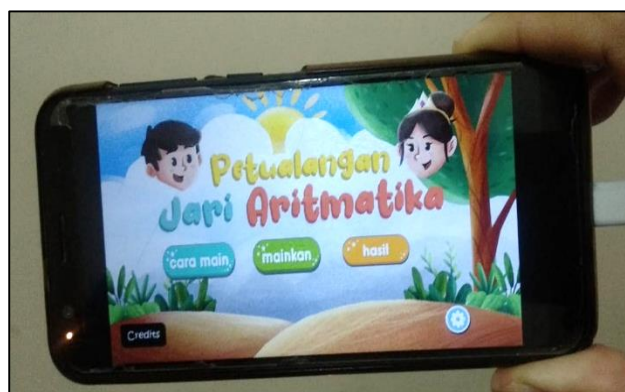 Petualangan
Jari Aritmatika
cara main
mainkan
hasil
Credits